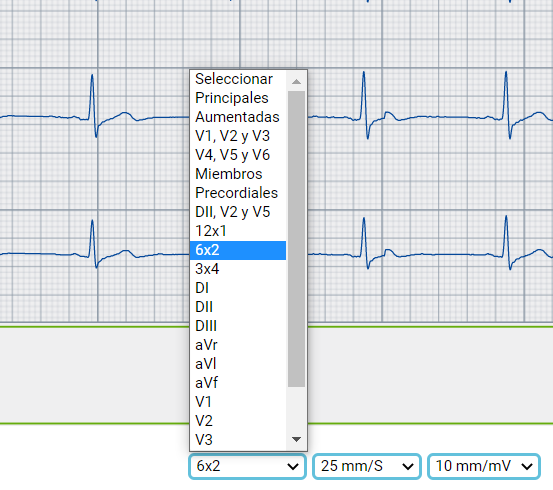 Seleccionar
Principales
Aumentadas
V1, V2 y V3
V4, V5 y V6
Miembros
Precordiales
DII, V2 y V5
12x1
6x2
3x4
DI
DII
DIII
aVr
aVl
aVf
V1
V2
V3
6x2 25 mm/S 10 mm/mV